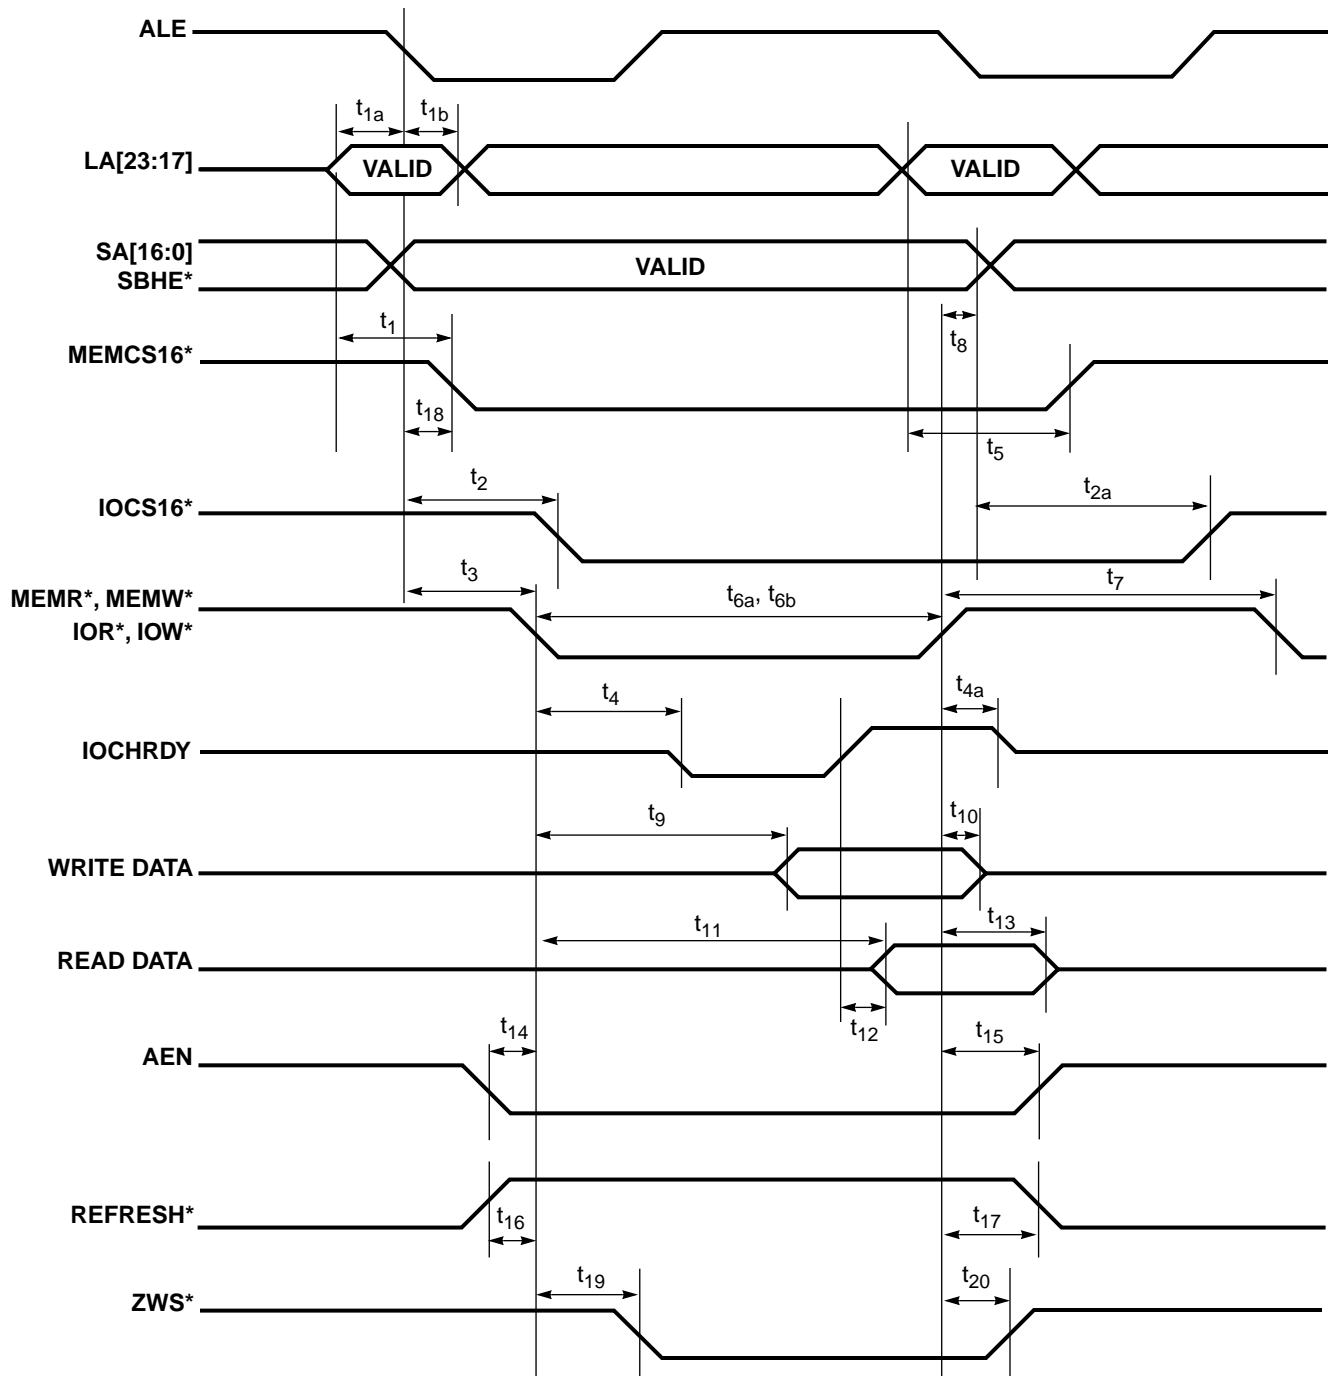 ALE
t1a
t1b
LA[23:17]
VALID
VALID
SA[16:0]
SBHE*
VALID
t1
t8
MEMCS16*
t18
t5
t2
t2a
IOCS16*
t3
t7
MEMR*, MEMW*
IOR*, IOW*
t6a, t6b
t4
t4a
IOCHRDY
t9
t10
WRITE DATA
t11
t13
READ DATA
t12
t14
t15
AEN
REFRESH*
t16
t17
t19
t20
ZWS*